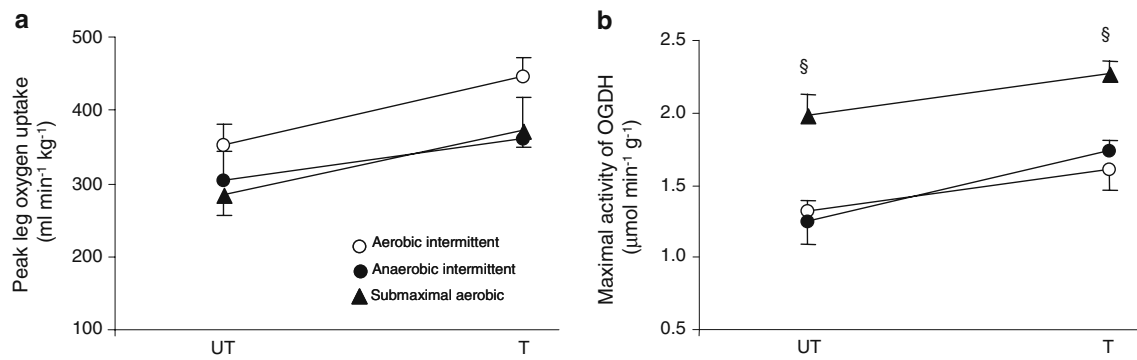 a
Peak leg oxygen uptake
(ml min-1 kg-1)
500
400
300
200
100
UT
T
Aerobic intermittent
Anaerobic intermittent
Submaximal aerobic
b
Maximal activity of OGDH
(μmol min-1 g-1)
2.5
2.0
1.5
1.0
0.5
§
§
UT
T